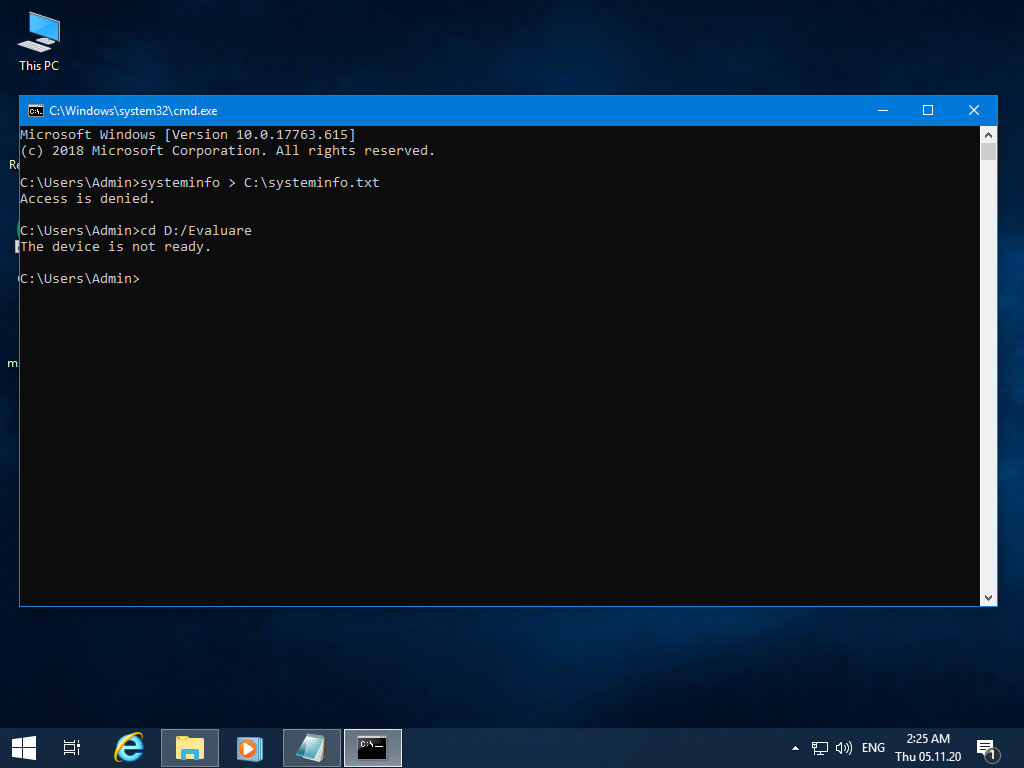 This PC
C:\Windows\system32\cmd.exe
Microsoft Windows [Version 10.0.17763.615]
(c) 2018 Microsoft Corporation. All rights reserved.
C:\Users\Admin>systeminfo > C:\systeminfo.txt
Access is denied.
C:\Users\Admin>cd D:/Evaluare
The device is not ready.
C:\Users\Admin>
ENG
2:25 AM
Thu 05.11.20
1